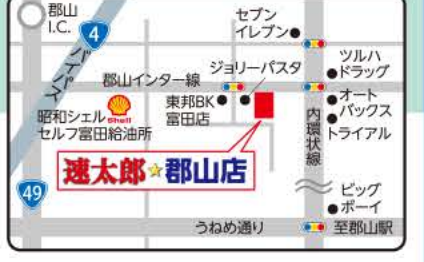 郡山
I.C.
4
バイパス
セブン
イレブン
ツルハ
ドラッグ
郡山インター線
ジョリーパスタ
昭和シェル
Shell
セルフ富田給油所
東邦BK
富田店
内環状線
オート
バックス
トライアル
速太郎★郡山店
49
ビッグ
ボーイ
うねめ通り
至郡山駅